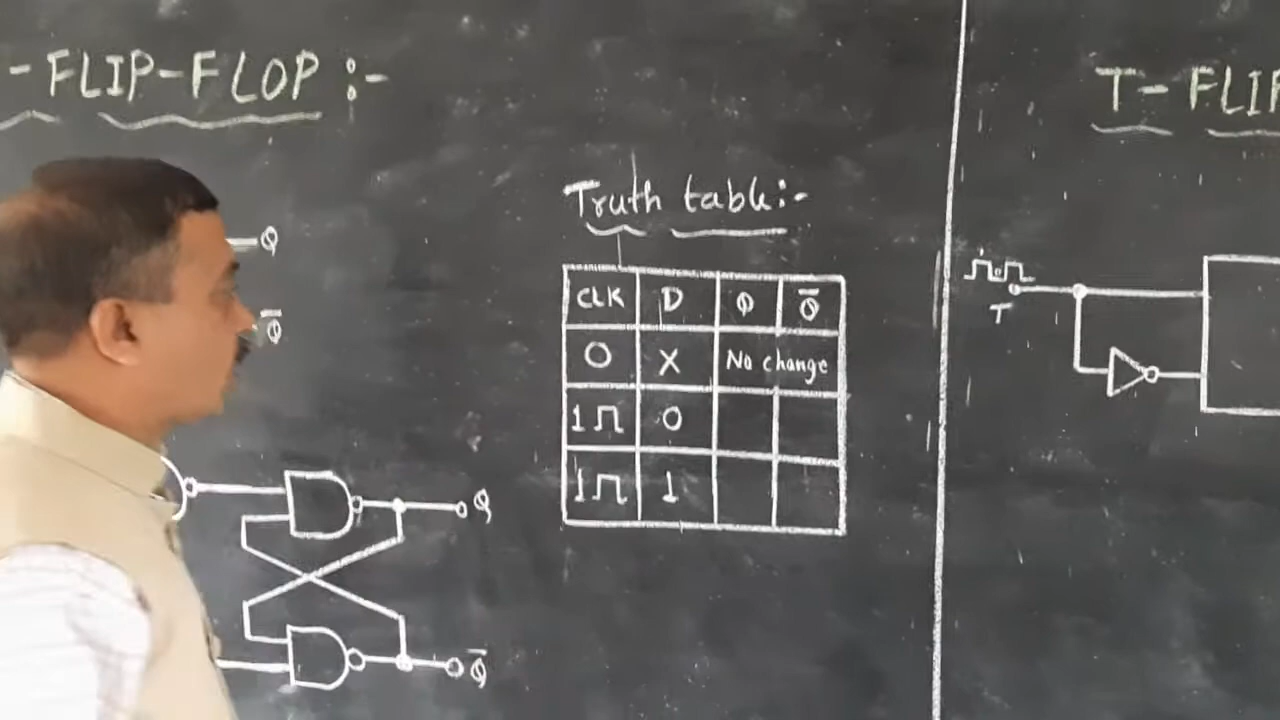 -FLIP-FLOP :-
Q
Q̅
Q
Q̅
Truth table:-
CLK D Q Q̅
0 X No change
1 0
1 1
T- FLIP
T